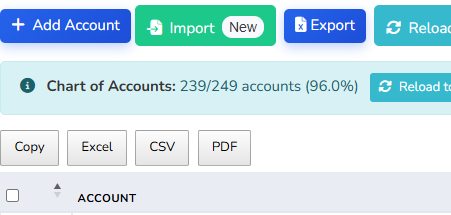 Add Account Import New Export Reload
Chart of Accounts: 239/249 accounts (96.0%) Reload to
Copy Excel CSV PDF
ACCOUNT